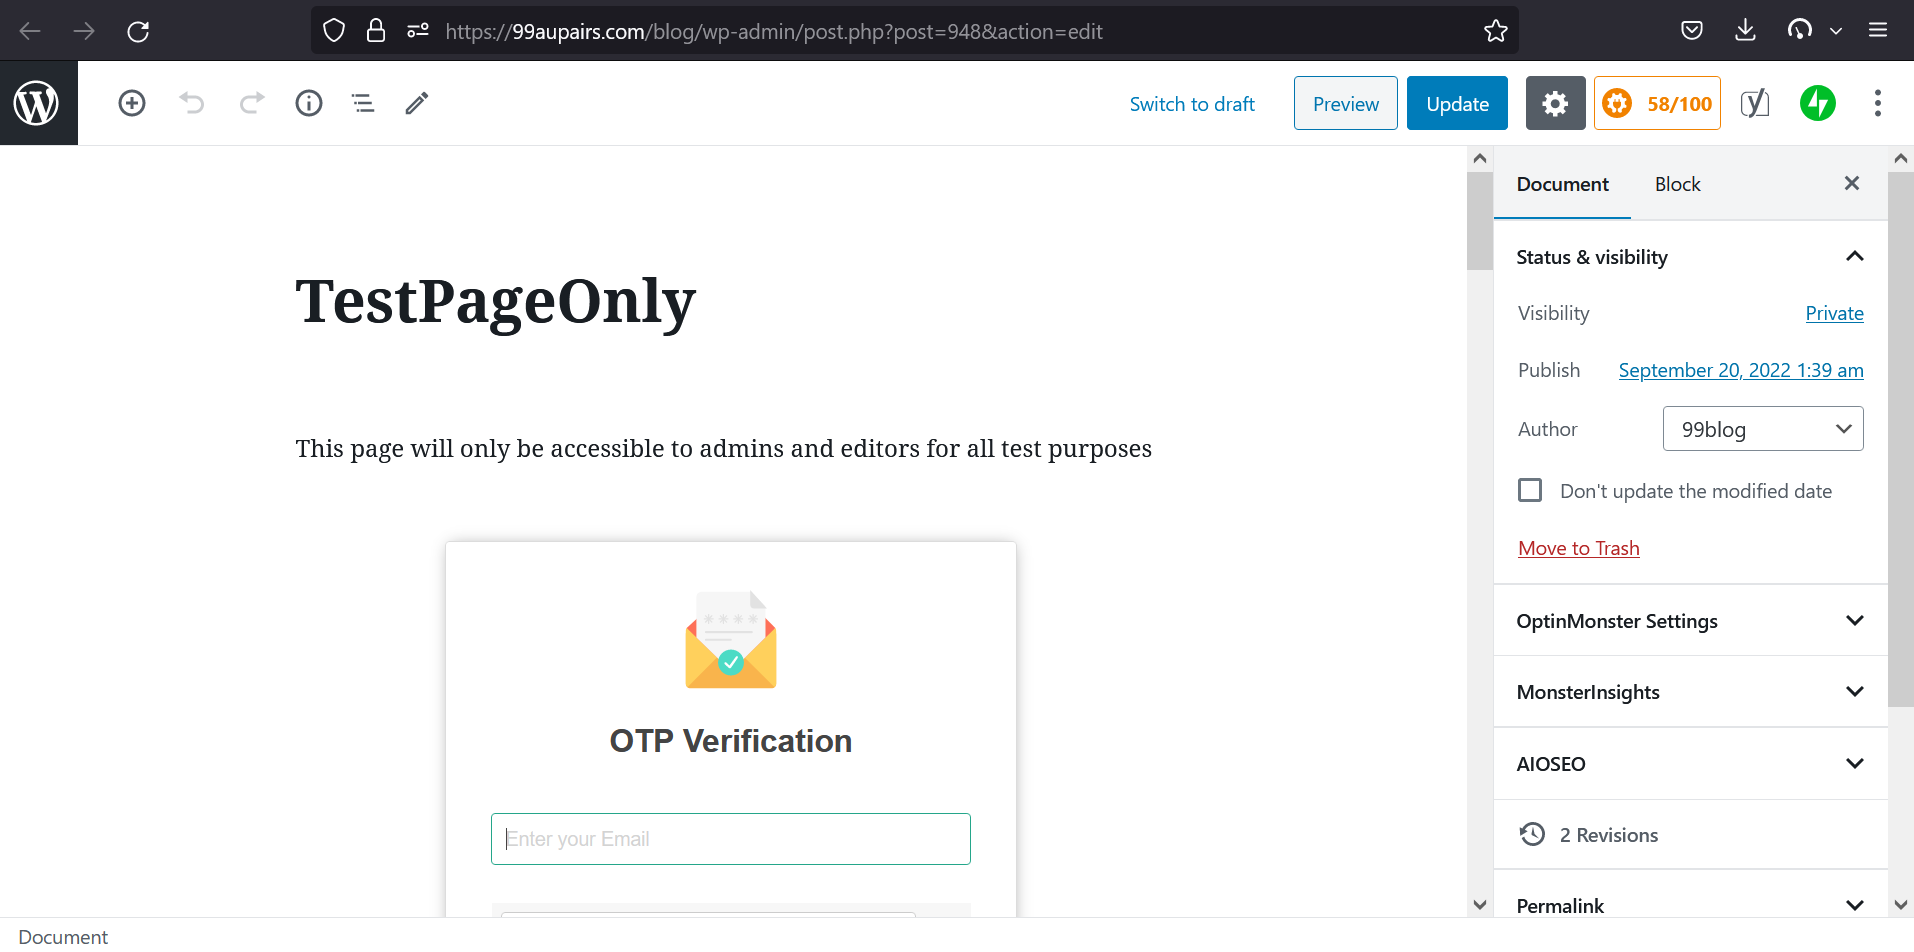 https://99aupairs.com/blog/wp-admin/post.php?post=948&action=edit
Switch to draft
Preview
Update
58/100
Document
Block
TestPageOnly
This page will only be accessible to admins and editors for all test purposes
OTP Verification
Enter your Email
Status & visibility
Visibility
Private
Publish
September 20, 2022 1:39 am
Author
99blog
Don't update the modified date
Move to Trash
OptinMonster Settings
MonsterInsights
AIOSEO
2 Revisions
Permalink
Document